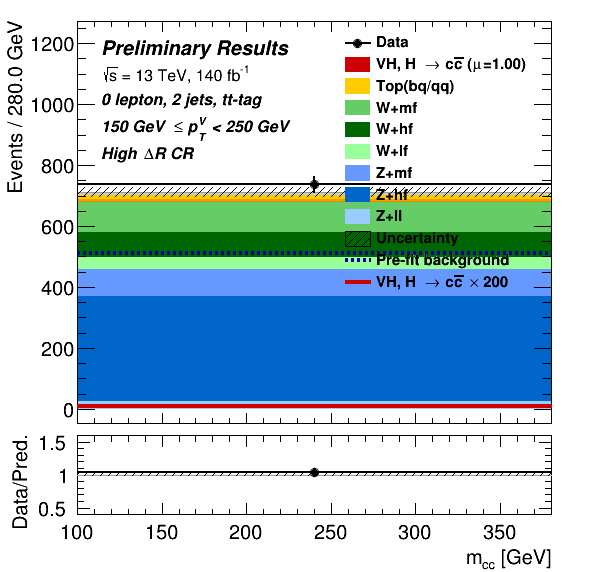 Events / 280.0 GeV
1200
1000
800
600
400
200
0
Preliminary Results
√s = 13 TeV, 140 fb⁻¹
0 lepton, 2 jets, tt-tag
150 GeV ≤ p_T^V < 250 GeV
High ΔR CR
Data
VH, H → cc̅ (μ=1.00)
Top(bq/qq)
W+mf
W+hf
W+lf
Z+mf
Z+hf
Z+ll
Uncertainty
Pre-fit background
VH, H → cc̅ × 200
Data/Pred.
1.5
1
0.5
100 150 200 250 300 350
m_cc [GeV]